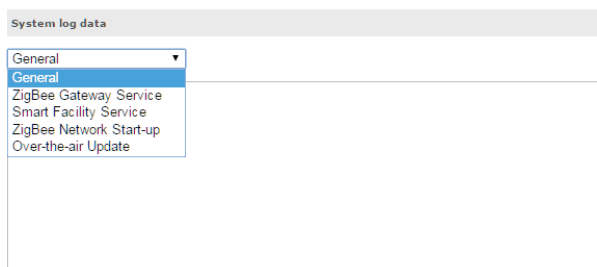 System log data
General
General
ZigBee Gateway Service
Smart Facility Service
ZigBee Network Start-up
Over-the-air Update